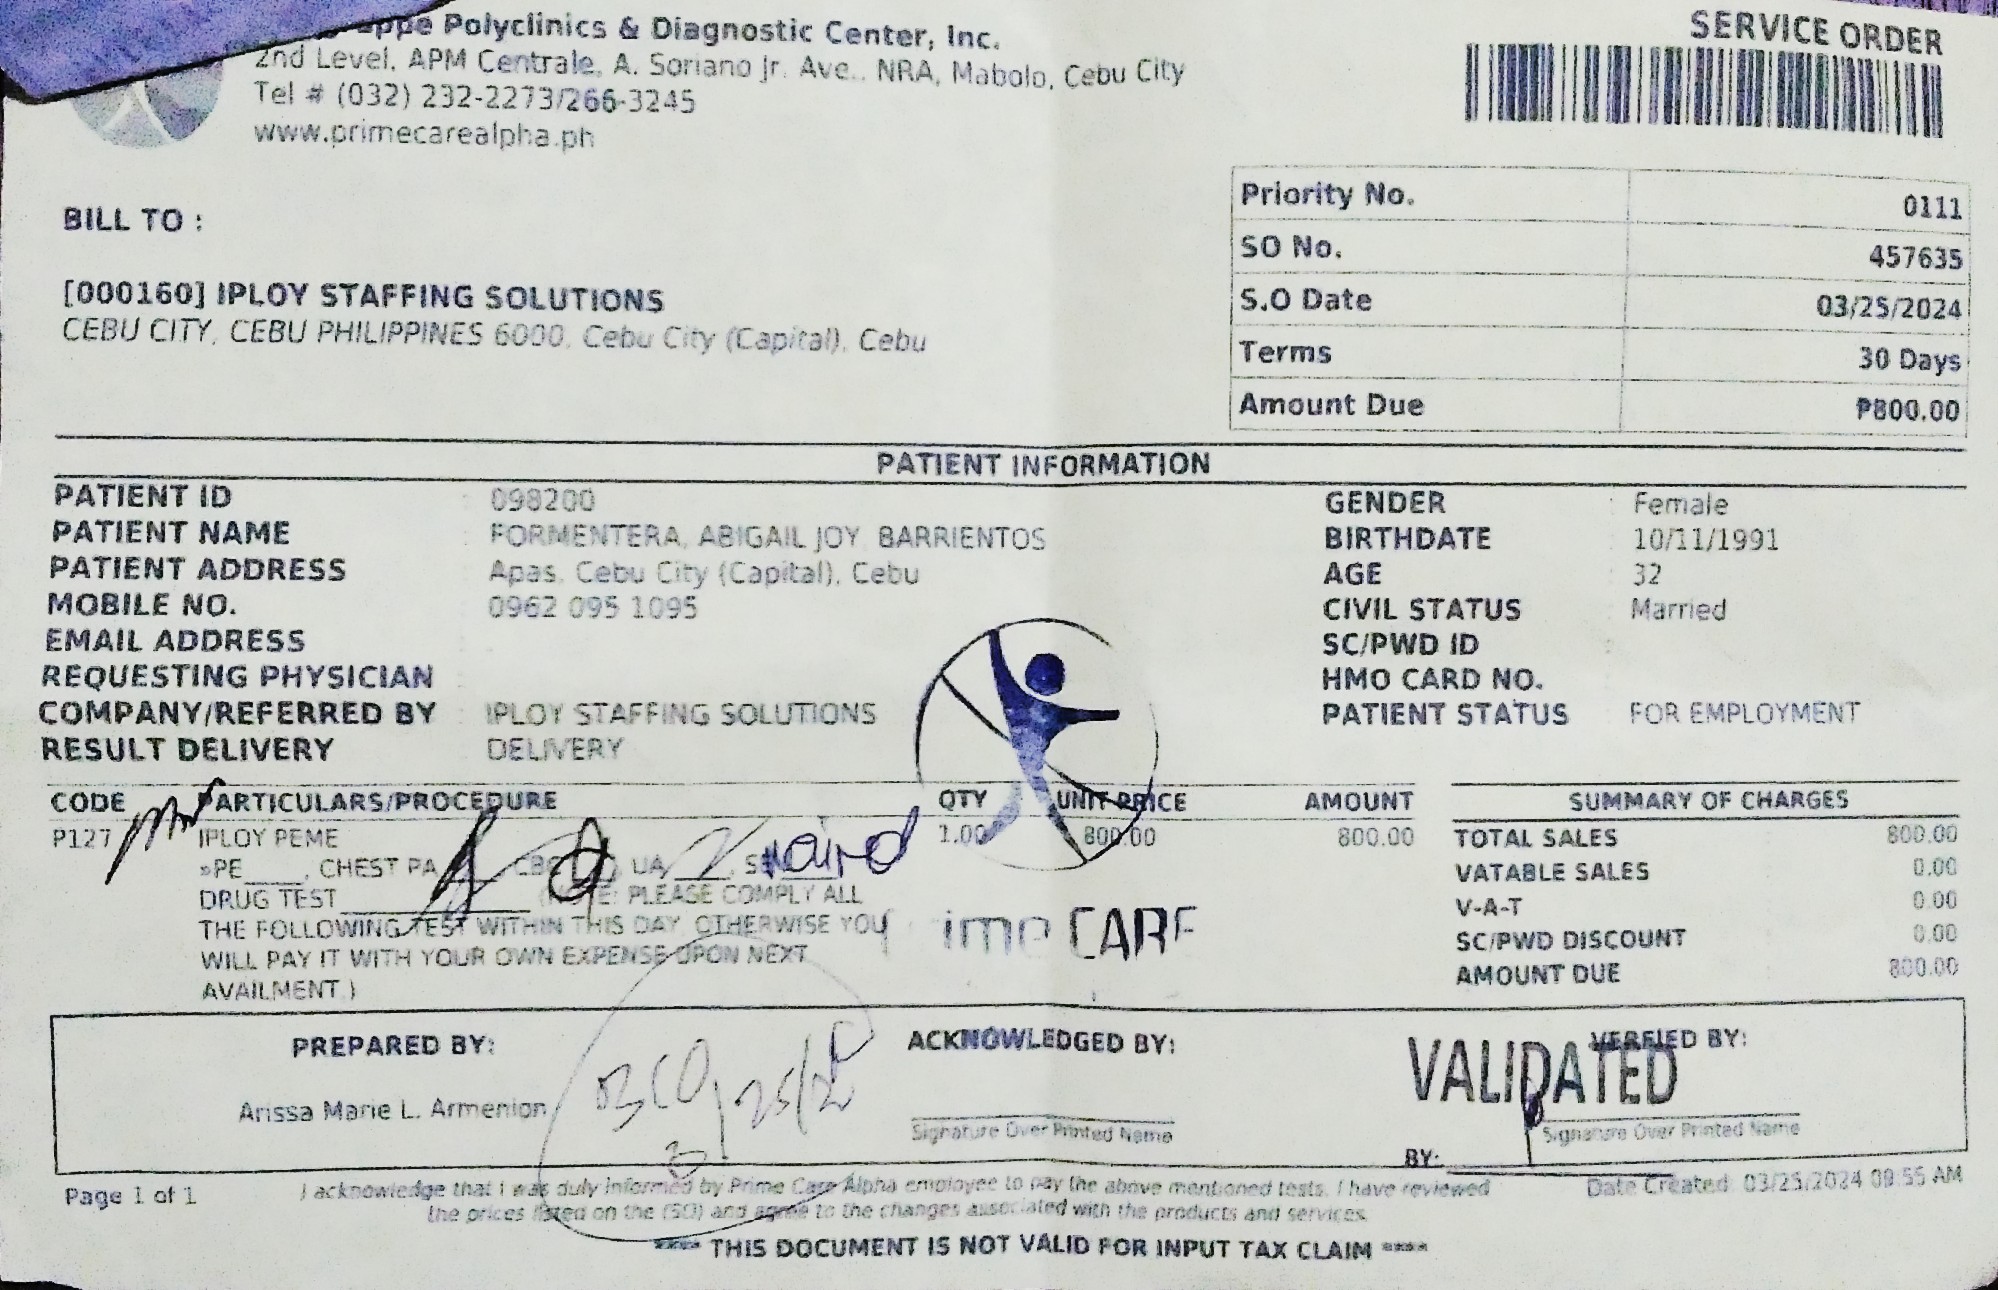 Polyclinics & Diagnostic Center, Inc.
2nd Level, APM Centrale, A. Soriano Jr. Ave., NRA, Mabolo, Cebu City
Tel # (032) 232-2273/266-3245
www.primecarealpha.ph
SERVICE ORDER
BILL TO :
[000160] IPLOY STAFFING SOLUTIONS
CEBU CITY, CEBU PHILIPPINES 6000, Cebu City (Capital), Cebu
Priority No. 0111
SO No. 457635
S.O Date 03/25/2024
Terms 30 Days
Amount Due ₱800.00
PATIENT INFORMATION
PATIENT ID : 098200
PATIENT NAME : FORMENTERA, ABIGAIL JOY, BARRIENTOS
PATIENT ADDRESS : Apas, Cebu City (Capital), Cebu
MOBILE NO. : 0962 095 1095
EMAIL ADDRESS :
REQUESTING PHYSICIAN :
COMPANY/REFERRED BY : IPLOY STAFFING SOLUTIONS
RESULT DELIVERY : DELIVERY
GENDER : Female
BIRTHDATE : 10/11/1991
AGE : 32
CIVIL STATUS : Married
SC/PWD ID :
HMO CARD NO. :
PATIENT STATUS : FOR EMPLOYMENT
CODE PARTICULARS/PROCEDURE QTY UNIT PRICE AMOUNT
P127 IPLOY PEME 1.00 800.00 800.00
»PE____, CHEST PA CBC UA
DRUG TEST PLEASE COMPLY ALL
THE FOLLOWING TEST WITHIN THIS DAY, OTHERWISE YOU
WILL PAY IT WITH YOUR OWN EXPENSE UPON NEXT
AVAILMENT.)
SUMMARY OF CHARGES
TOTAL SALES 800.00
VATABLE SALES 0.00
V-A-T 0.00
SC/PWD DISCOUNT 0.00
AMOUNT DUE 800.00
CARE
PREPARED BY:
Arissa Marie L. Armenion
ACKNOWLEDGED BY:
Signature Over Printed Name
VERFIED BY:
VALIDATED
Signature Over Printed Name
BY:
Page 1 of 1
I acknowledge that I was duly informed by Prime Care Alpha employee to pay the above mentioned tests. I have reviewed
the prices listed on the (SO) and agree to the changes associated with the products and services.
Date Created: 03/25/2024 09:55 AM
**** THIS DOCUMENT IS NOT VALID FOR INPUT TAX CLAIM ****